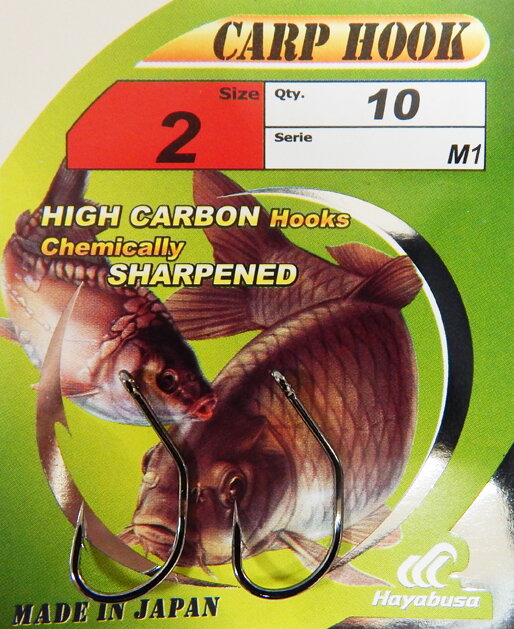 CARP HOOK
Size
2
Qty.
10
Serie
M1
HIGH CARBON Hooks
Chemically
SHARPENED
Hayabusa
MADE IN JAPAN